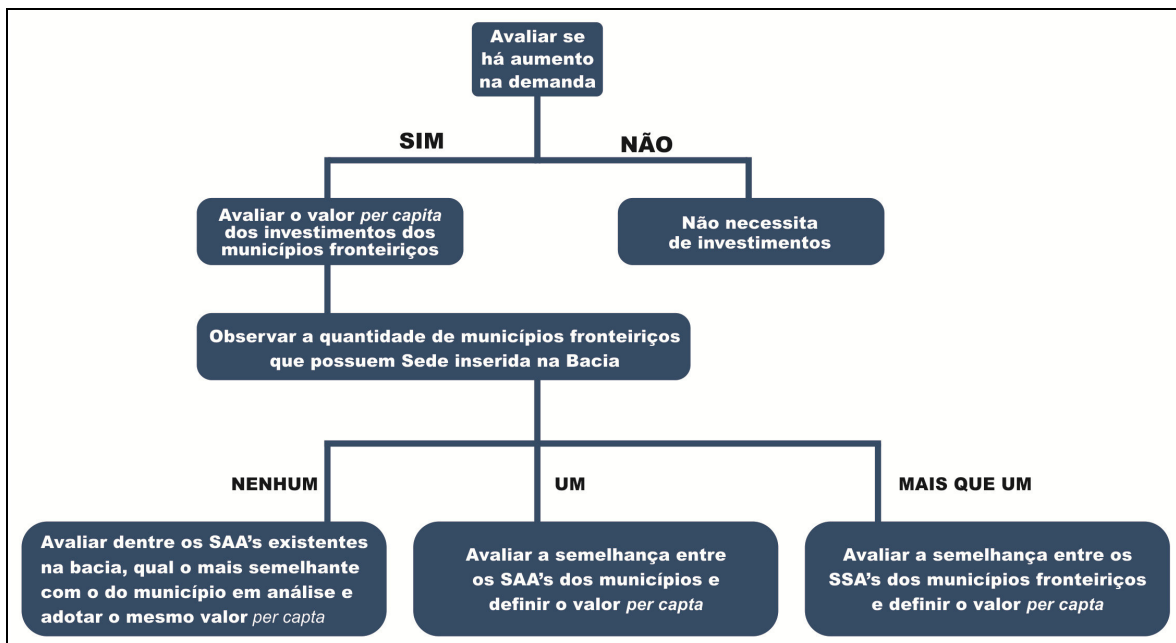 Avaliar se
há aumento
na demanda
SIM
NÃO
Avaliar o valor per capita
dos investimentos dos
municípios fronteiriços
Não necessita
de investimentos
Observar a quantidade de municípios fronteiriços
que possuem Sede inserida na Bacia
NENHUM
UM
MAIS QUE UM
Avaliar dentre os SAA's existentes
na bacia, qual o mais semelhante
com o do município em análise e
adotar o mesmo valor per capta
Avaliar a semelhança entre
os SAA's dos municípios e
definir o valor per capta
Avaliar a semelhança entre os
SSA's dos municípios fronteiriços
e definir o valor per capta